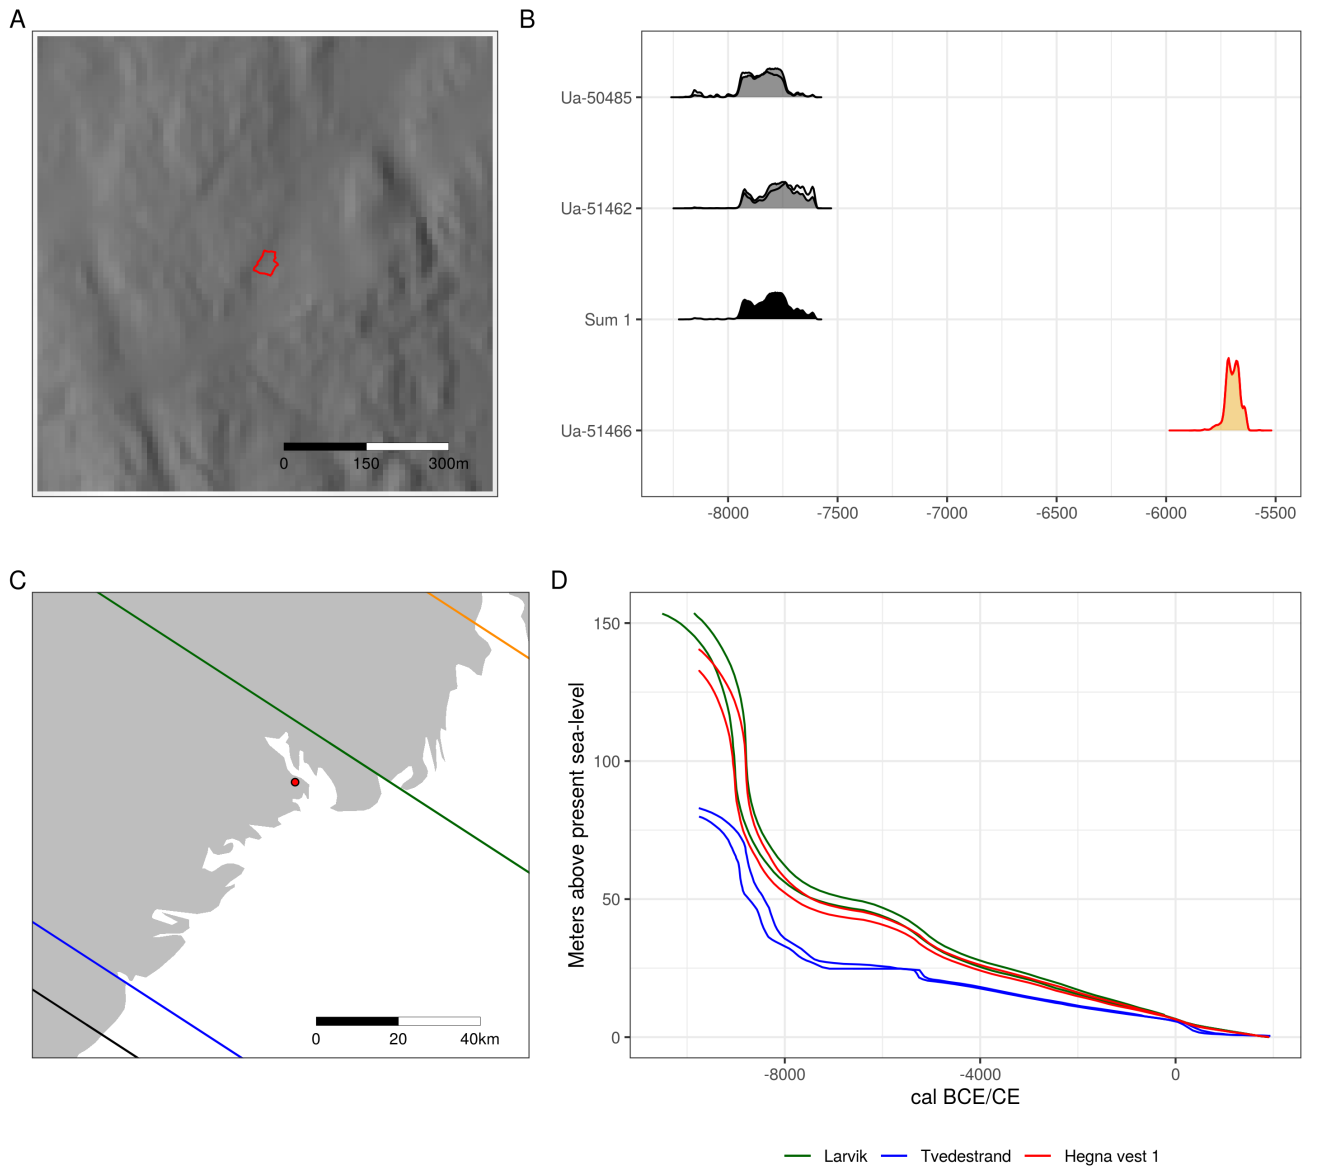 A
0 150 300m
B
Ua-50485
Ua-51462
Sum 1
Ua-51466
-8000 -7500 -7000 -6500 -6000 -5500
C
0 20 40km
D
Meters above present sea-level
150
100
50
0
-8000 -4000 0
cal BCE/CE
Larvik Tvedestrand Hegna vest 1